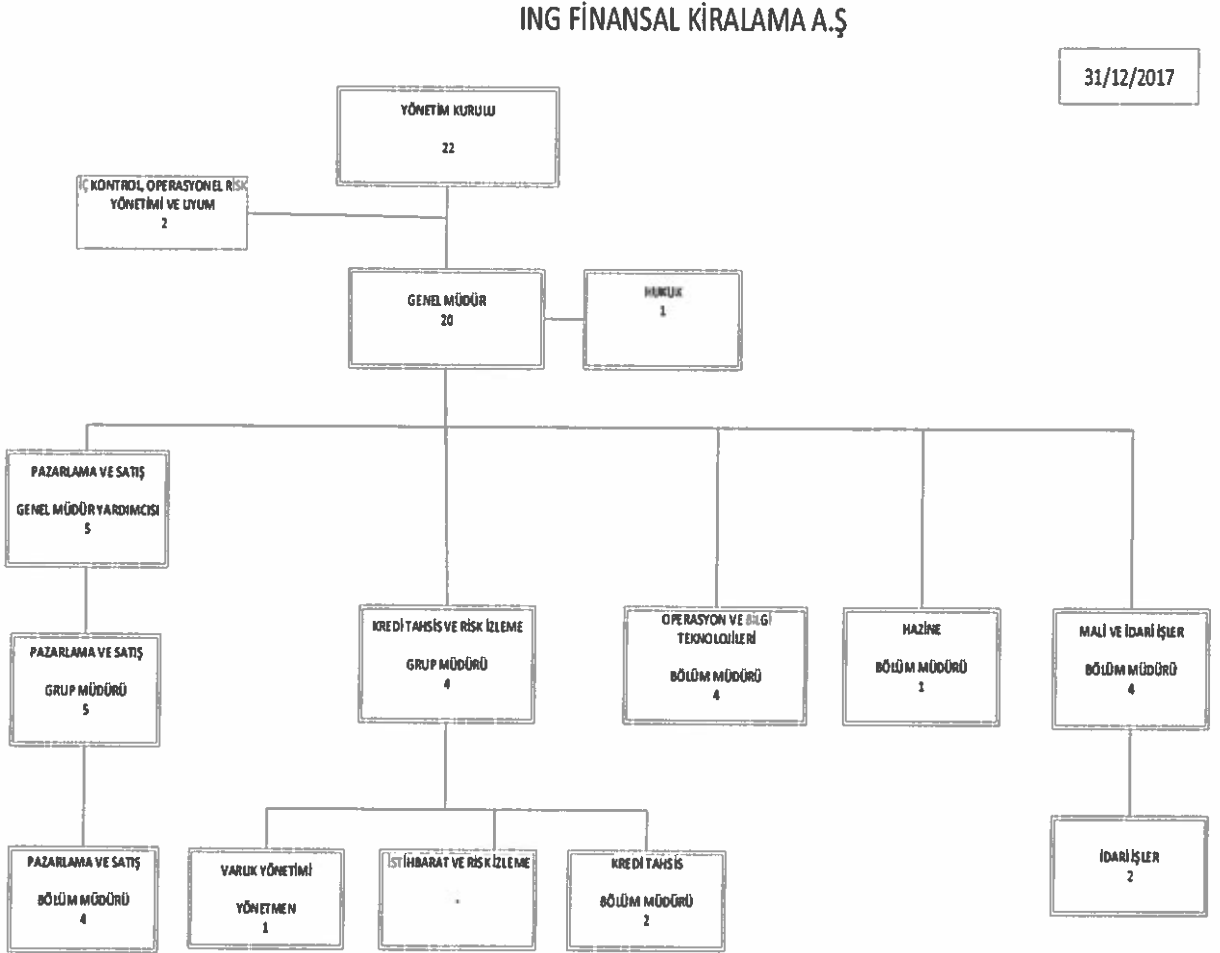 ING FİNANSAL KİRALAMA A.Ş
31/12/2017
YÖNETİM KURULU
22
İÇ KONTROL, OPERASYONEL RİSK
YÖNETİMİ VE UYUM
2
GENEL MÜDÜR
20
HUKUK
1
PAZARLAMA VE SATIŞ
GENEL MÜDÜR YARDIMCISI
5
PAZARLAMA VE SATIŞ
GRUP MÜDÜRÜ
5
KREDİ TAHSİS VE RİSK İZLEME
GRUP MÜDÜRÜ
4
OPERASYON VE BİLGİ
TEKNOLOJİLERİ
BÖLÜM MÜDÜRÜ
4
HAZİNE
BÖLÜM MÜDÜRÜ
1
MALİ VE İDARİ İŞLER
BÖLÜM MÜDÜRÜ
4
PAZARLAMA VE SATIŞ
BÖLÜM MÜDÜRÜ
4
VARLIK YÖNETİMİ
YÖNETMEN
1
İSTİHBARAT VE RİSK İZLEME
-
KREDİ TAHSİS
BÖLÜM MÜDÜRÜ
2
İDARİ İŞLER
2